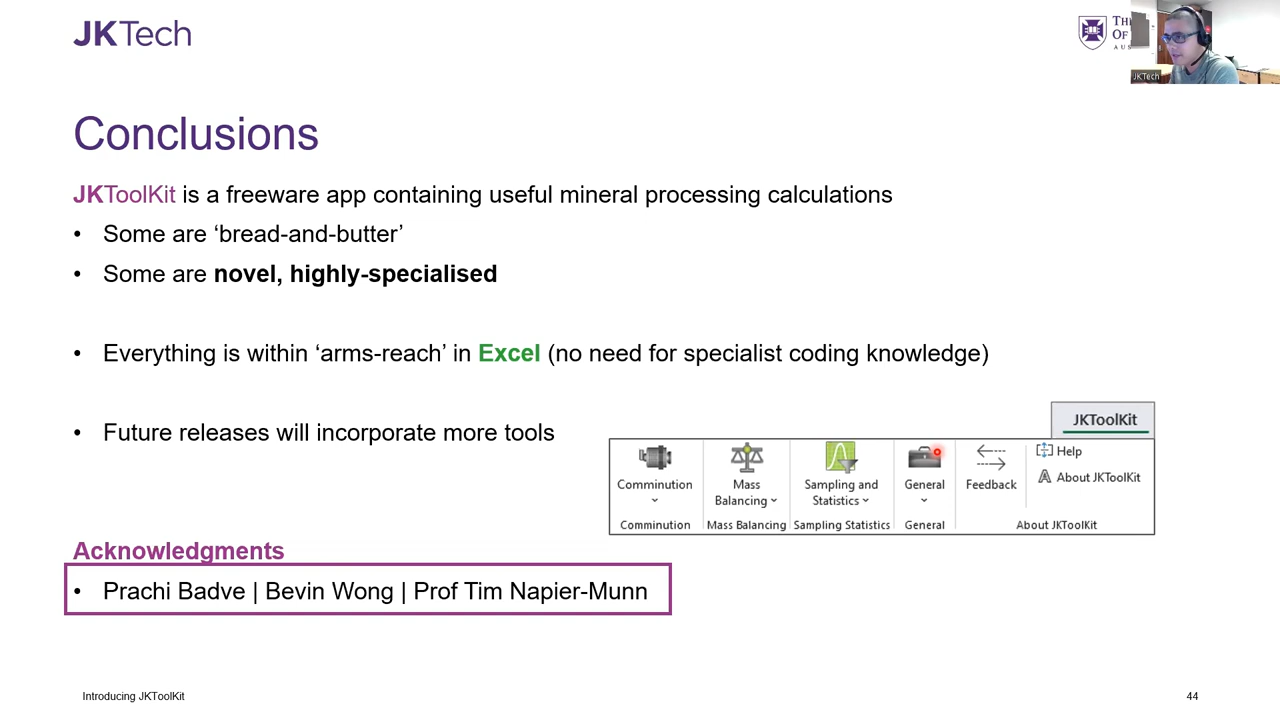 JKTech
Conclusions
JKToolKit is a freeware app containing useful mineral processing calculations
• Some are ‘bread-and-butter’
• Some are novel, highly-specialised
• Everything is within ‘arms-reach’ in Excel (no need for specialist coding knowledge)
• Future releases will incorporate more tools
JKToolKit
Comminution
Mass Balancing
Sampling and Statistics
General
Feedback
Help
About JKToolKit
Comminution
Mass Balancing
Sampling Statistics
General
About JKToolKit
Acknowledgments
• Prachi Badve | Bevin Wong | Prof Tim Napier-Munn
Introducing JKToolKit
44
JKTech